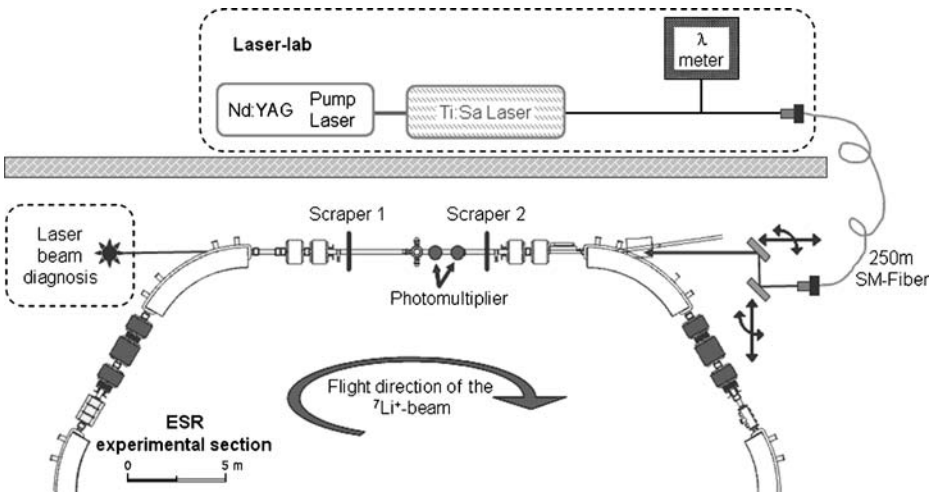 Laser-lab
λ
meter
Nd:YAG
Pump
Laser
Ti:Sa Laser
Scraper 1
Scraper 2
Laser
beam
diagnosis
Photomultiplier
250m
SM-Fiber
Flight direction of the
⁷Li⁺-beam
ESR
experimental section
0
5 m